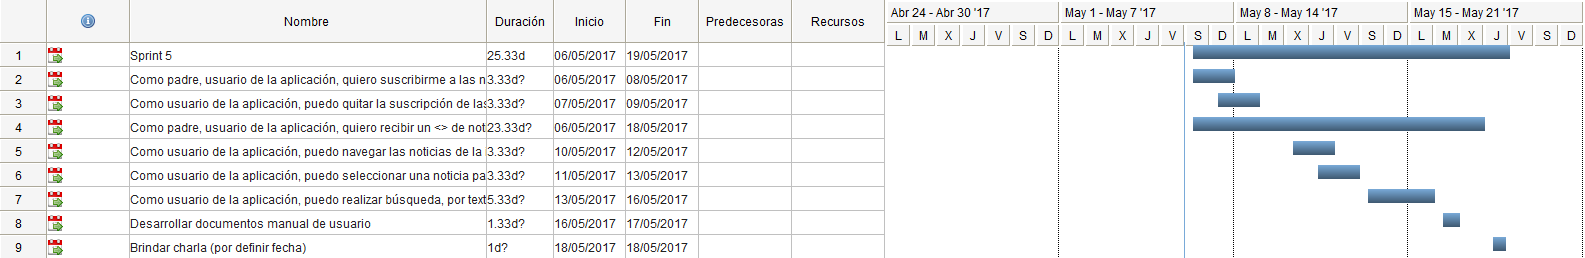 Nombre Duración Inicio Fin Predecesoras Recursos
Abr 24 - Abr 30 '17 May 1 - May 7 '17 May 8 - May 14 '17 May 15 - May 21 '17
L M X J V S D L M X J V S D L M X J V S D L M X J V S D
1 Sprint 5 25.33d 06/05/2017 19/05/2017
2 Como padre, usuario de la aplicación, quiero suscribirme a las n 3.33d? 06/05/2017 08/05/2017
3 Como usuario de la aplicación, puedo quitar la suscripción de las 3.33d? 07/05/2017 09/05/2017
4 Como padre, usuario de la aplicación, quiero recibir un <> de not 23.33d? 06/05/2017 18/05/2017
5 Como usuario de la aplicación, puedo navegar las noticias de la 3.33d? 10/05/2017 12/05/2017
6 Como usuario de la aplicación, puedo seleccionar una noticia pa 3.33d? 11/05/2017 13/05/2017
7 Como usuario de la aplicación, puedo realizar búsqueda, por text 5.33d? 13/05/2017 16/05/2017
8 Desarrollar documentos manual de usuario 1.33d? 16/05/2017 17/05/2017
9 Brindar charla (por definir fecha) 1d? 18/05/2017 18/05/2017